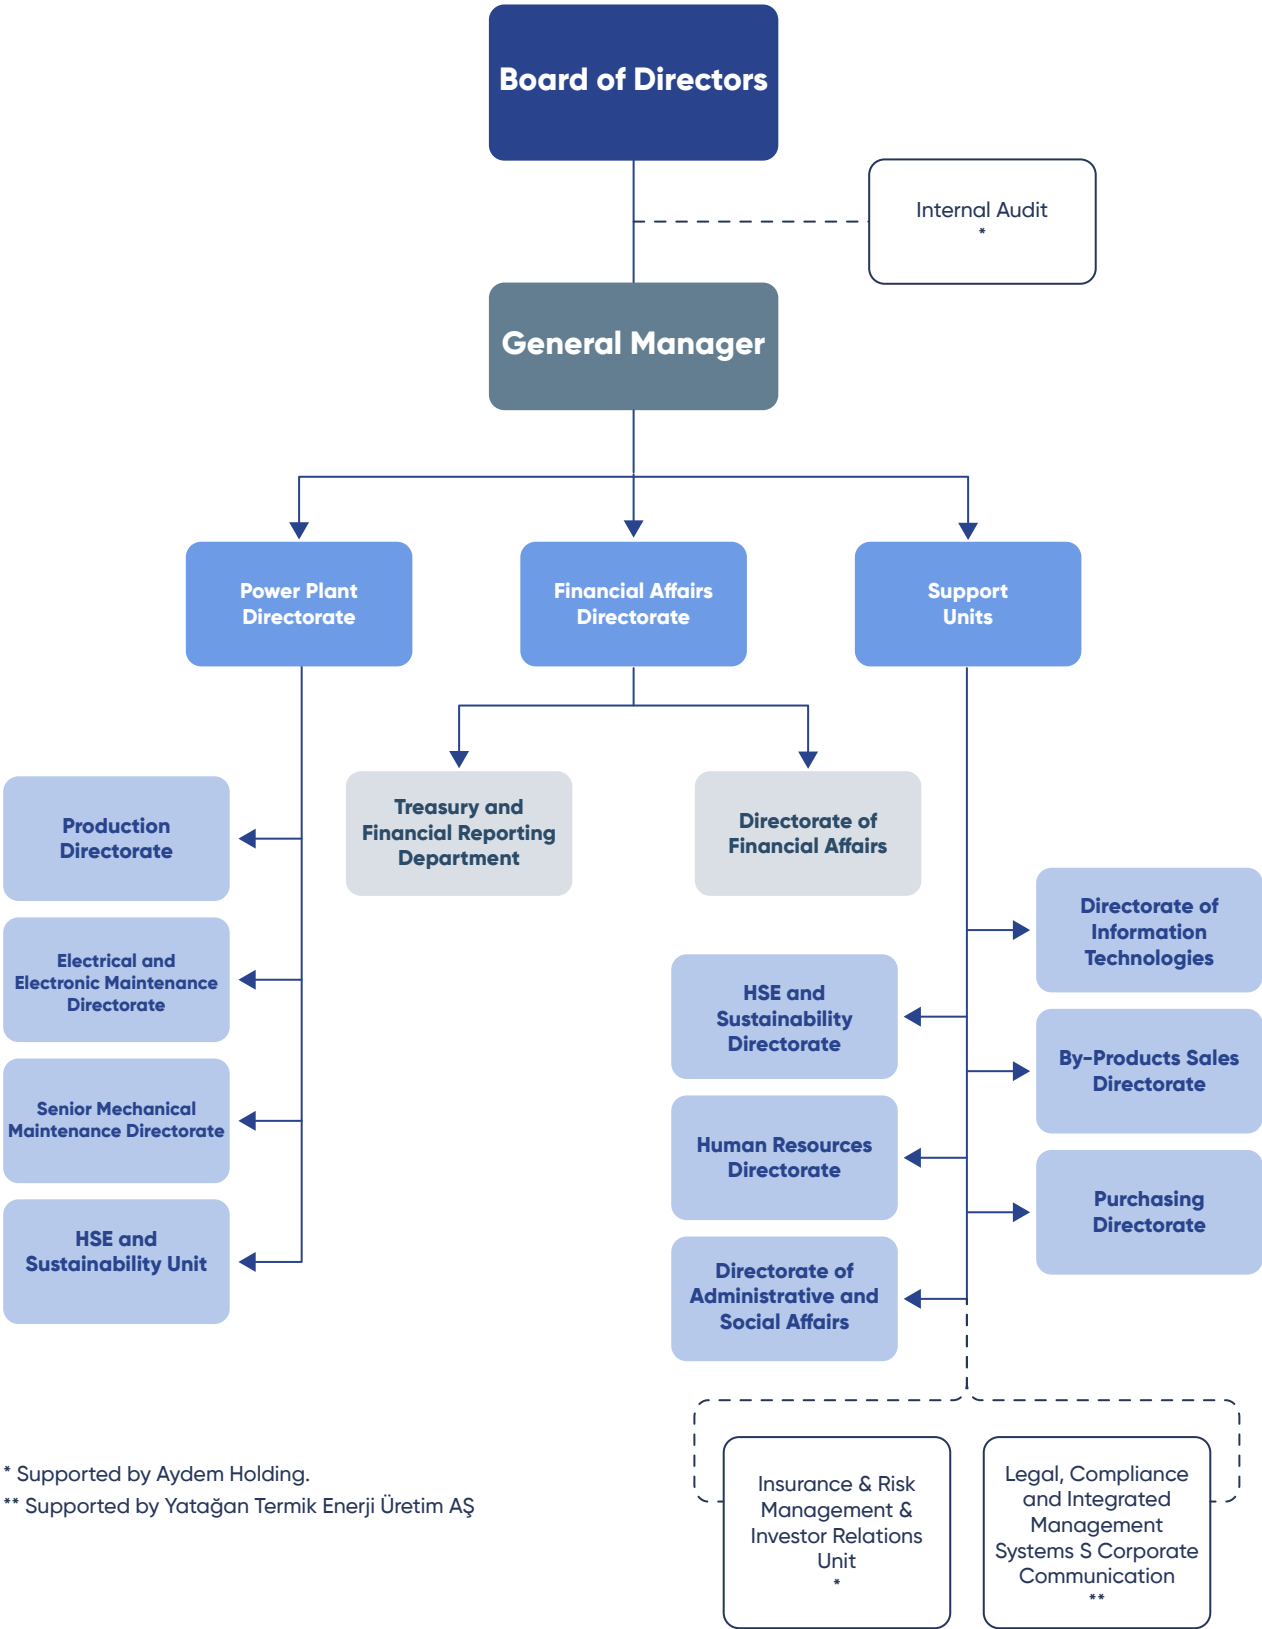 Board of Directors
Internal Audit
*
General Manager
Power Plant
Directorate
Financial Affairs
Directorate
Support
Units
Production
Directorate
Electrical and
Electronic Maintenance
Directorate
Senior Mechanical
Maintenance Directorate
HSE and
Sustainability Unit
Treasury and
Financial Reporting
Department
Directorate of
Financial Affairs
HSE and
Sustainability
Directorate
Human Resources
Directorate
Directorate of
Administrative and
Social Affairs
Directorate of
Information
Technologies
By-Products Sales
Directorate
Purchasing
Directorate
Insurance & Risk
Management &
Investor Relations
Unit
*
Legal, Compliance
and Integrated
Management
Systems S Corporate
Communication
**
* Supported by Aydem Holding.
** Supported by Yatağan Termik Enerji Üretim AŞ